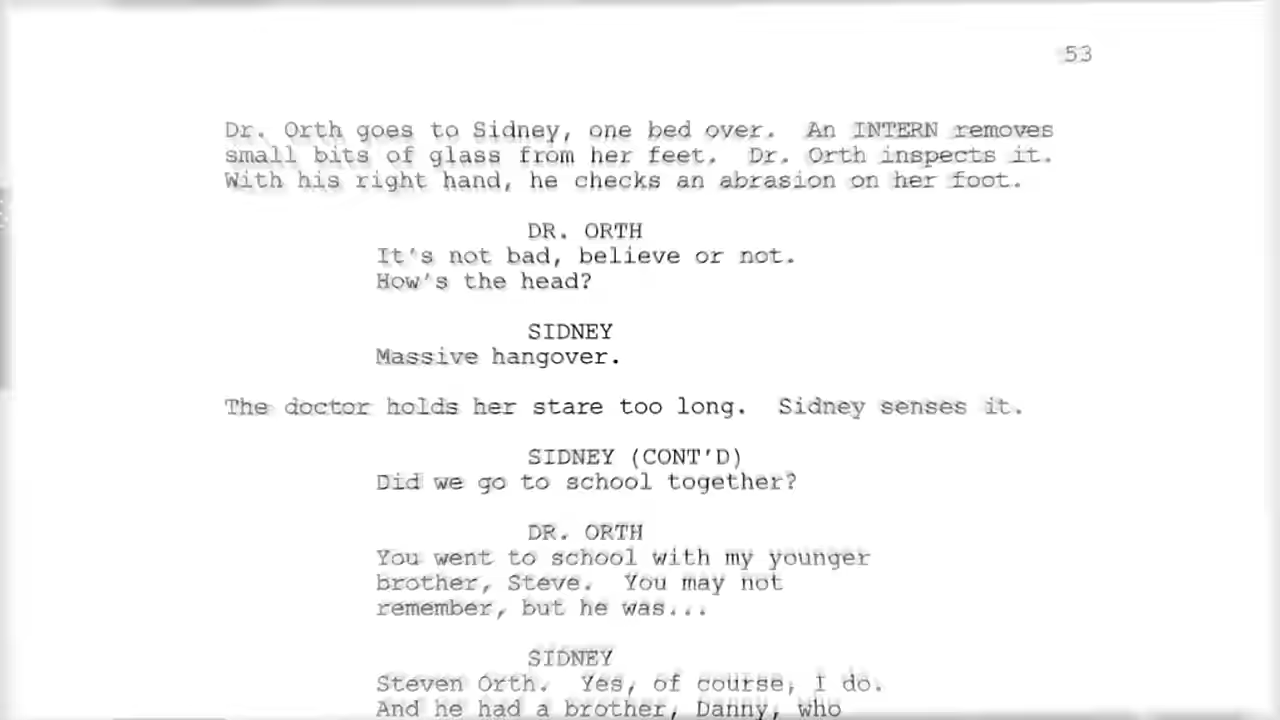 53
Dr. Orth goes to Sidney, one bed over. An INTERN removes
small bits of glass from her feet. Dr. Orth inspects it.
With his right hand, he checks an abrasion on her foot.
DR. ORTH
It's not bad, believe or not.
How's the head?
SIDNEY
Massive hangover.
The doctor holds her stare too long. Sidney senses it.
SIDNEY (CONT'D)
Did we go to school together?
DR. ORTH
You went to school with my younger
brother, Steve. You may not
remember, but he was...
SIDNEY
Steven Orth. Yes, of course, I do.
And he had a brother, Danny, who